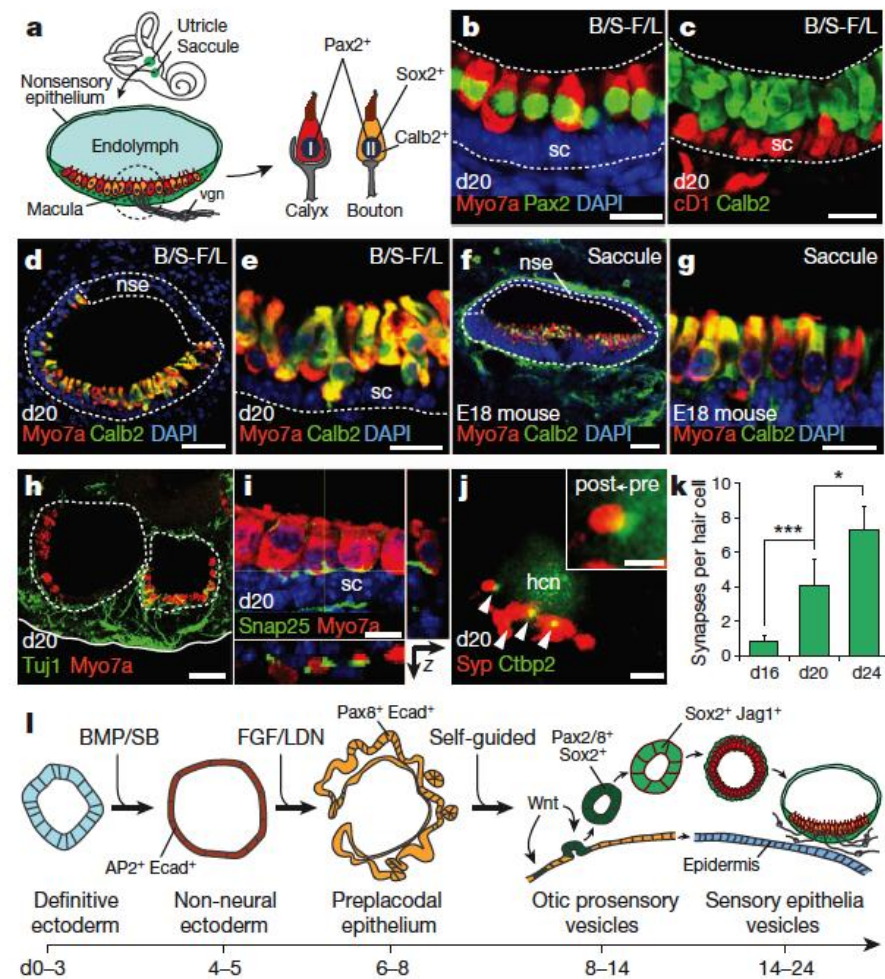 a
Utricle
Saccule
Nonsensory
epithelium
Endolymph
Macula
vgn
Pax2⁺
Sox2⁺
Calb2⁺
I
II
Calyx
Bouton
b
B/S-F/L
sc
d20
Myo7a Pax2 DAPI
c
B/S-F/L
sc
d20
cD1 Calb2
d
B/S-F/L
nse
d20
Myo7a Calb2 DAPI
e
B/S-F/L
sc
d20
Myo7a Calb2 DAPI
f
Saccule
nse
E18 mouse
Myo7a Calb2 DAPI
g
Saccule
E18 mouse
Myo7a Calb2 DAPI
h
d20
Tuj1 Myo7a
i
sc
d20
Snap25 Myo7a
z
j
post pre
hcn
d20
Syp Ctbp2
k
Synapses per hair cell
10
8
6
4
2
0
***
*
d16 d20 d24
l
BMP/SB
FGF/LDN
Pax8⁺ Ecad⁺
Self-guided
Pax2/8⁺
Sox2⁺
Sox2⁺ Jag1⁺
Wnt
AP2⁺ Ecad⁺
Epidermis
Definitive
ectoderm
Non-neural
ectoderm
Preplacodal
epithelium
Otic prosensory
vesicles
Sensory epithelia
vesicles
d0–3 4–5 6–8 8–14 14–24